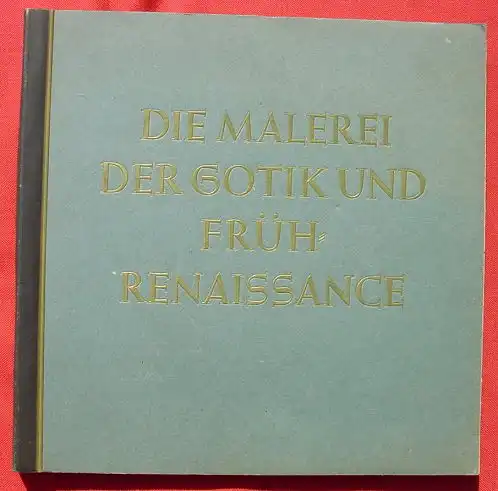 DIE MALEREI
DER GOTIK UND
FRÜH-
RENAISSANCE